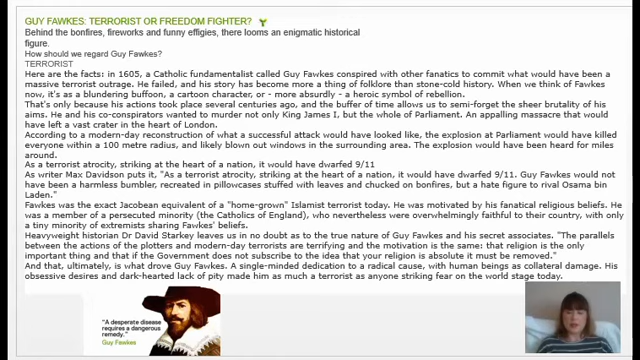 GUY FAWKES: TERRORIST OR FREEDOM FIGHTER?
Behind the bonfires, fireworks and funny effigies, there looms an enigmatic historical
figure.
How should we regard Guy Fawkes?
TERRORIST
Here are the facts: in 1605, a Catholic fundamentalist called Guy Fawkes conspired with other fanatics to commit what would have been a
massive terrorist outrage. He failed, and his story has become more a thing of folklore than stone-cold history. When we think of Fawkes
now, it's as a blundering buffoon, a cartoon character, or - more absurdly - a heroic symbol of rebellion.
That's only because his actions took place several centuries ago, and the buffer of time allows us to semi-forget the sheer brutality of his
aims. He and his co-conspirators wanted to murder not only King James I, but the whole of Parliament. An appalling massacre that would
have left a vast crater in the heart of London.
According to a modern-day reconstruction of what a successful attack would have looked like, the explosion at Parliament would have killed
everyone within a 100 metre radius, and likely blown out windows in the surrounding area. The explosion would have been heard for miles
around.
As a terrorist atrocity, striking at the heart of a nation, it would have dwarfed 9/11
As writer Max Davidson puts it, "As a terrorist atrocity, striking at the heart of a nation, it would have dwarfed 9/11. Guy Fawkes would not
have been a harmless bumbler, recreated in pillowcases stuffed with leaves and chucked on bonfires, but a hate figure to rival Osama bin
Laden."
Fawkes was the exact Jacobean equivalent of a "home-grown" Islamist terrorist today. He was motivated by his fanatical religious beliefs. He
was a member of a persecuted minority (the Catholics of England), who nevertheless were overwhelmingly faithful to their country, with only
a tiny minority of extremists sharing Fawkes' beliefs.
Heavyweight historian Dr David Starkey leaves us in no doubt as to the true nature of Guy Fawkes and his secret associates. "The parallels
between the actions of the plotters and modern-day terrorists are terrifying and the motivation is the same: that religion is the only
important thing and that if the Government does not subscribe to the idea that your religion is absolute it must be removed."
And that, ultimately, is what drove Guy Fawkes. A single-minded dedication to a radical cause, with human beings as collateral damage. His
obsessive desires and dark-hearted lack of pity made him as much a terrorist as anyone striking fear on the world stage today.
"A desperate disease
requires a dangerous
remedy."
Guy Fawkes